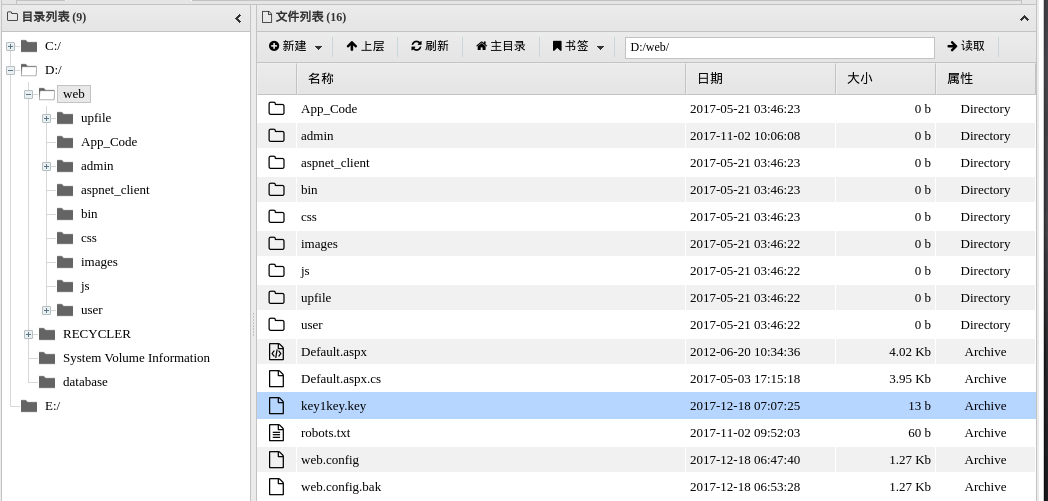 目录列表 (9)
C:/
D:/
web
upfile
App_Code
admin
aspnet_client
bin
css
images
js
user
RECYCLER
System Volume Information
database
E:/
文件列表 (16)
新建 上层 刷新 主目录 书签 D:/web/ 读取
名称 日期 大小 属性
App_Code 2017-05-21 03:46:23 0 b Directory
admin 2017-11-02 10:06:08 0 b Directory
aspnet_client 2017-05-21 03:46:23 0 b Directory
bin 2017-05-21 03:46:23 0 b Directory
css 2017-05-21 03:46:23 0 b Directory
images 2017-05-21 03:46:22 0 b Directory
js 2017-05-21 03:46:22 0 b Directory
upfile 2017-05-21 03:46:22 0 b Directory
user 2017-05-21 03:46:22 0 b Directory
Default.aspx 2012-06-20 10:34:36 4.02 Kb Archive
Default.aspx.cs 2017-05-03 17:15:18 3.95 Kb Archive
key1key.key 2017-12-18 07:07:25 13 b Archive
robots.txt 2017-11-02 09:52:03 60 b Archive
web.config 2017-12-18 06:47:40 1.27 Kb Archive
web.config.bak 2017-12-18 06:53:28 1.27 Kb Archive